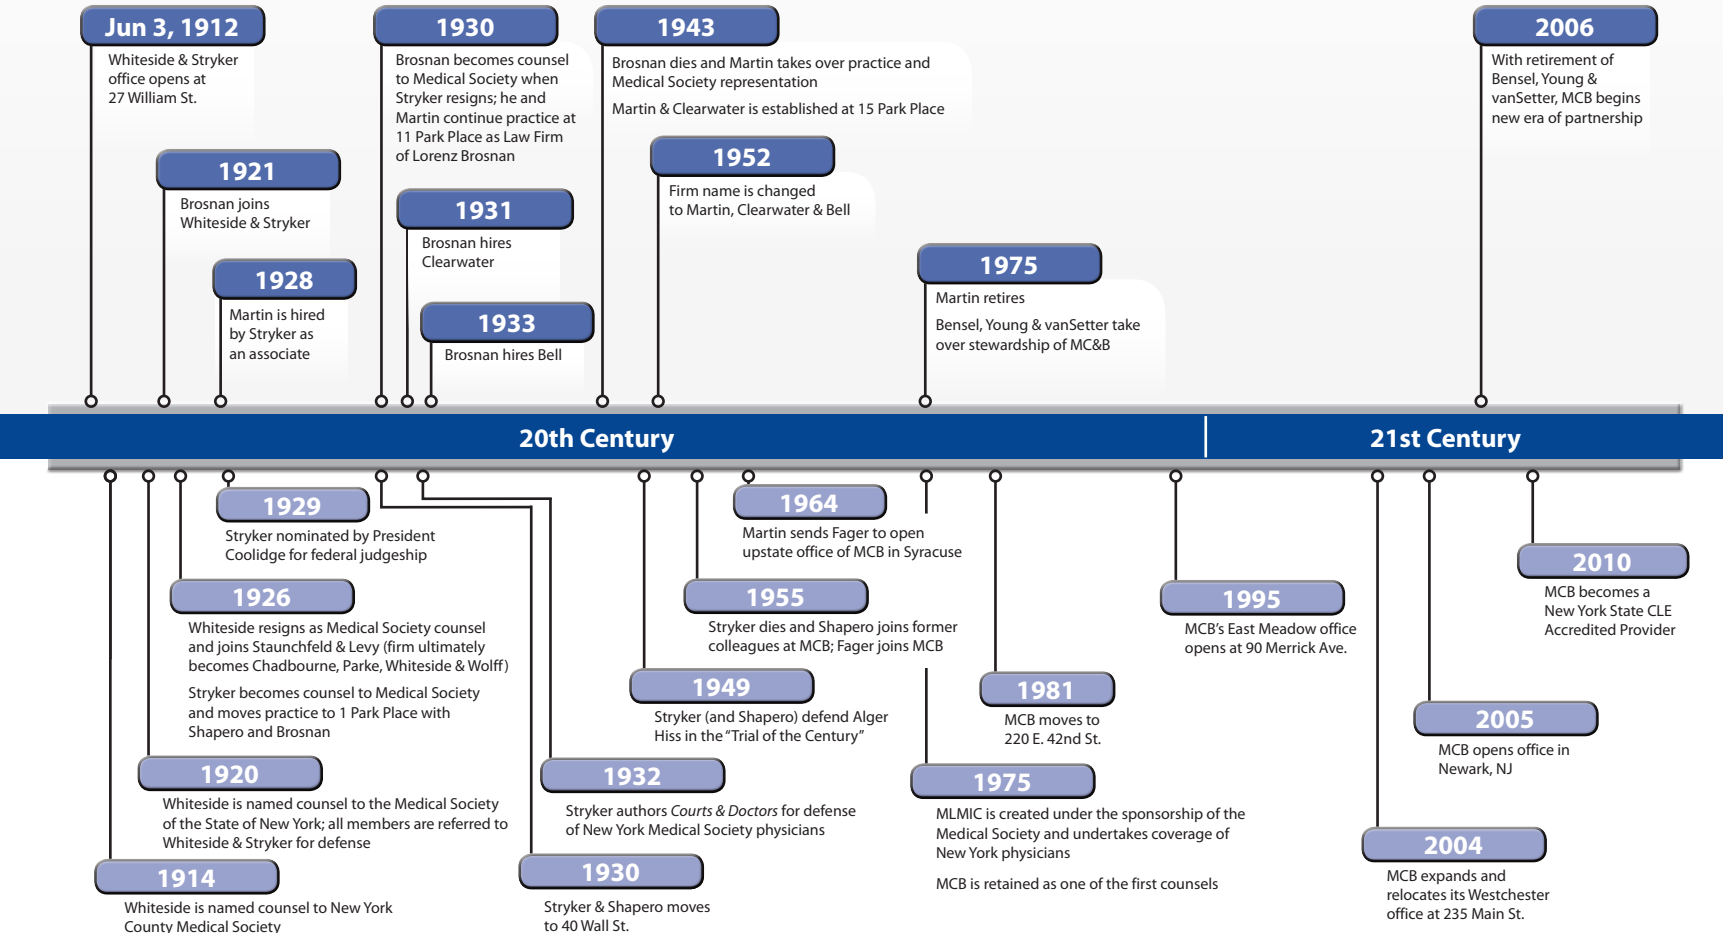 Jun 3, 1912
Whiteside & Stryker
office opens at
27 William St.
1921
Brosnan joins
Whiteside & Stryker
1928
Martin is hired
by Stryker as
an associate
1930
Brosnan becomes counsel
to Medical Society when
Stryker resigns; he and
Martin continue practice at
11 Park Place as Law Firm
of Lorenz Brosnan
1931
Brosnan hires
Clearwater
1933
Brosnan hires Bell
1943
Brosnan dies and Martin takes over practice and
Medical Society representation
Martin & Clearwater is established at 15 Park Place
1952
Firm name is changed
to Martin, Clearwater & Bell
1975
Martin retires
Bensel, Young & vanSetter take
over stewardship of MC&B
2006
With retirement of
Bensel, Young &
vanSetter, MCB begins
new era of partnership
20th Century
21st Century
1929
Stryker nominated by President
Coolidge for federal judgeship
1926
Whiteside resigns as Medical Society counsel
and joins Staunchfeld & Levy (firm ultimately
becomes Chadbourne, Parke, Whiteside & Wolff)
Stryker becomes counsel to Medical Society
and moves practice to 1 Park Place with
Shapero and Brosnan
1920
Whiteside is named counsel to the Medical Society
of the State of New York; all members are referred to
Whiteside & Stryker for defense
1914
Whiteside is named counsel to New York
County Medical Society
1964
Martin sends Fager to open
upstate office of MCB in Syracuse
1955
Stryker dies and Shapero joins former
colleagues at MCB; Fager joins MCB
1949
Stryker (and Shapero) defend Alger
Hiss in the “Trial of the Century”
1932
Stryker authors Courts & Doctors for defense
of New York Medical Society physicians
1930
Stryker & Shapero moves
to 40 Wall St.
1981
MCB moves to
220 E. 42nd St.
1975
MLMIC is created under the sponsorship of the
Medical Society and undertakes coverage of
New York physicians
MCB is retained as one of the first counsels
1995
MCB’s East Meadow office
opens at 90 Merrick Ave.
2010
MCB becomes a
New York State CLE
Accredited Provider
2005
MCB opens office in
Newark, NJ
2004
MCB expands and
relocates its Westchester
office at 235 Main St.